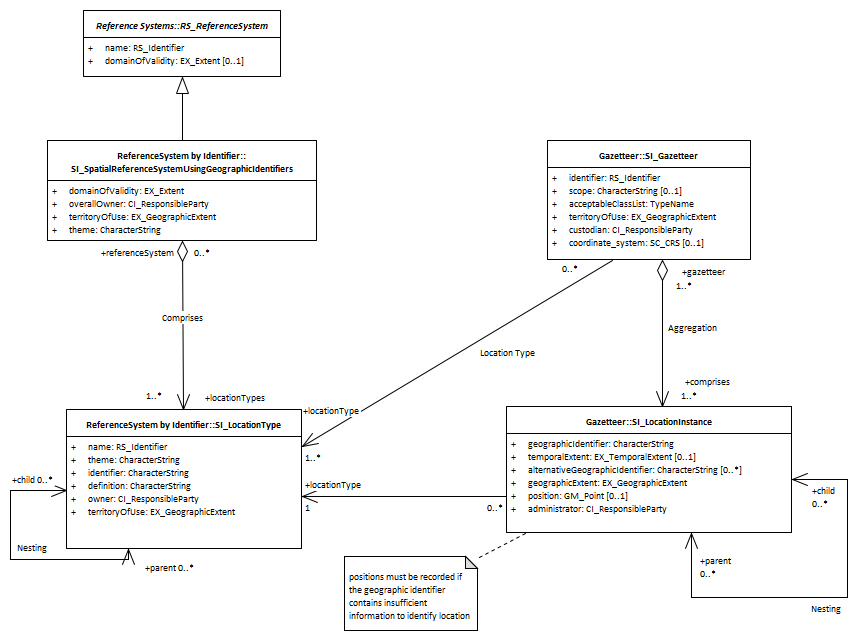 Reference Systems::RS_ReferenceSystem
+ name: RS_Identifier
+ domainOfValidity: EX_Extent [0..1]
ReferenceSystem by Identifier::
SI_SpatialReferenceSystemUsingGeographicIdentifiers
+ domainOfValidity: EX_Extent
+ overallOwner: CI_ResponsibleParty
+ territoryOfUse: EX_GeographicExtent
+ theme: CharacterString
Gazetteer::SI_Gazetteer
+ identifier: RS_Identifier
+ scope: CharacterString [0..1]
+ acceptableClassList: TypeName
+ territoryOfUse: EX_GeographicExtent
+ custodian: CI_ResponsibleParty
+ coordinate_system: SC_CRS [0..1]
+referenceSystem
0..*
0..*
+gazetteer
1..*
Comprises
Aggregation
Location Type
1..*
+locationTypes
+comprises
1..*
+locationType
1..*
ReferenceSystem by Identifier::SI_LocationType
+ name: RS_Identifier
+ theme: CharacterString
+ identifier: CharacterString
+ definition: CharacterString
+ owner: CI_ResponsibleParty
+ territoryOfUse: EX_GeographicExtent
Gazetteer::SI_LocationInstance
+ geographicIdentifier: CharacterString
+ temporalExtent: EX_TemporalExtent [0..1]
+ alternativeGeographicIdentifier: CharacterString [0..*]
+ geographicExtent: EX_GeographicExtent
+ position: GM_Point [0..1]
+ administrator: CI_ResponsibleParty
+locationType
1
0..*
+child 0..*
Nesting
+parent 0..*
+child
0..*
+parent
0..*
Nesting
positions must be recorded if
the geographic identifier
contains insufficient
information to identify location